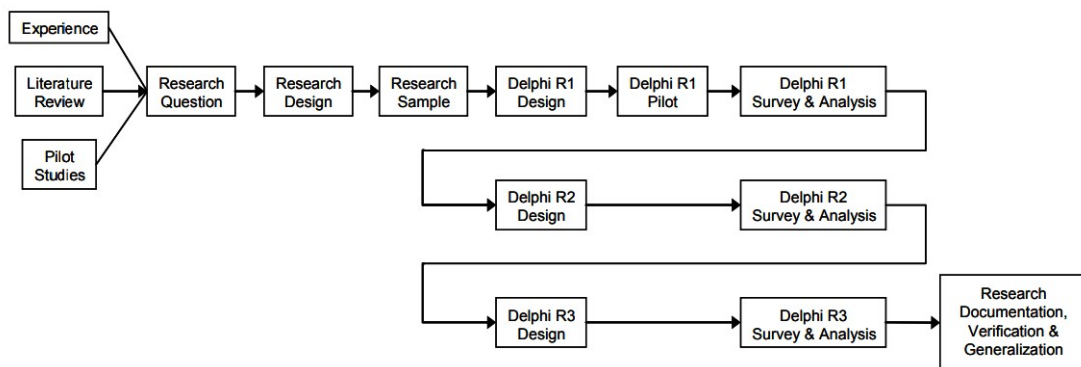 Experience
Literature
Review
Pilot
Studies
Research
Question
Research
Design
Research
Sample
Delphi R1
Design
Delphi R1
Pilot
Delphi R1
Survey & Analysis
Delphi R2
Design
Delphi R2
Survey & Analysis
Delphi R3
Design
Delphi R3
Survey & Analysis
Research
Documentation,
Verification &
Generalization